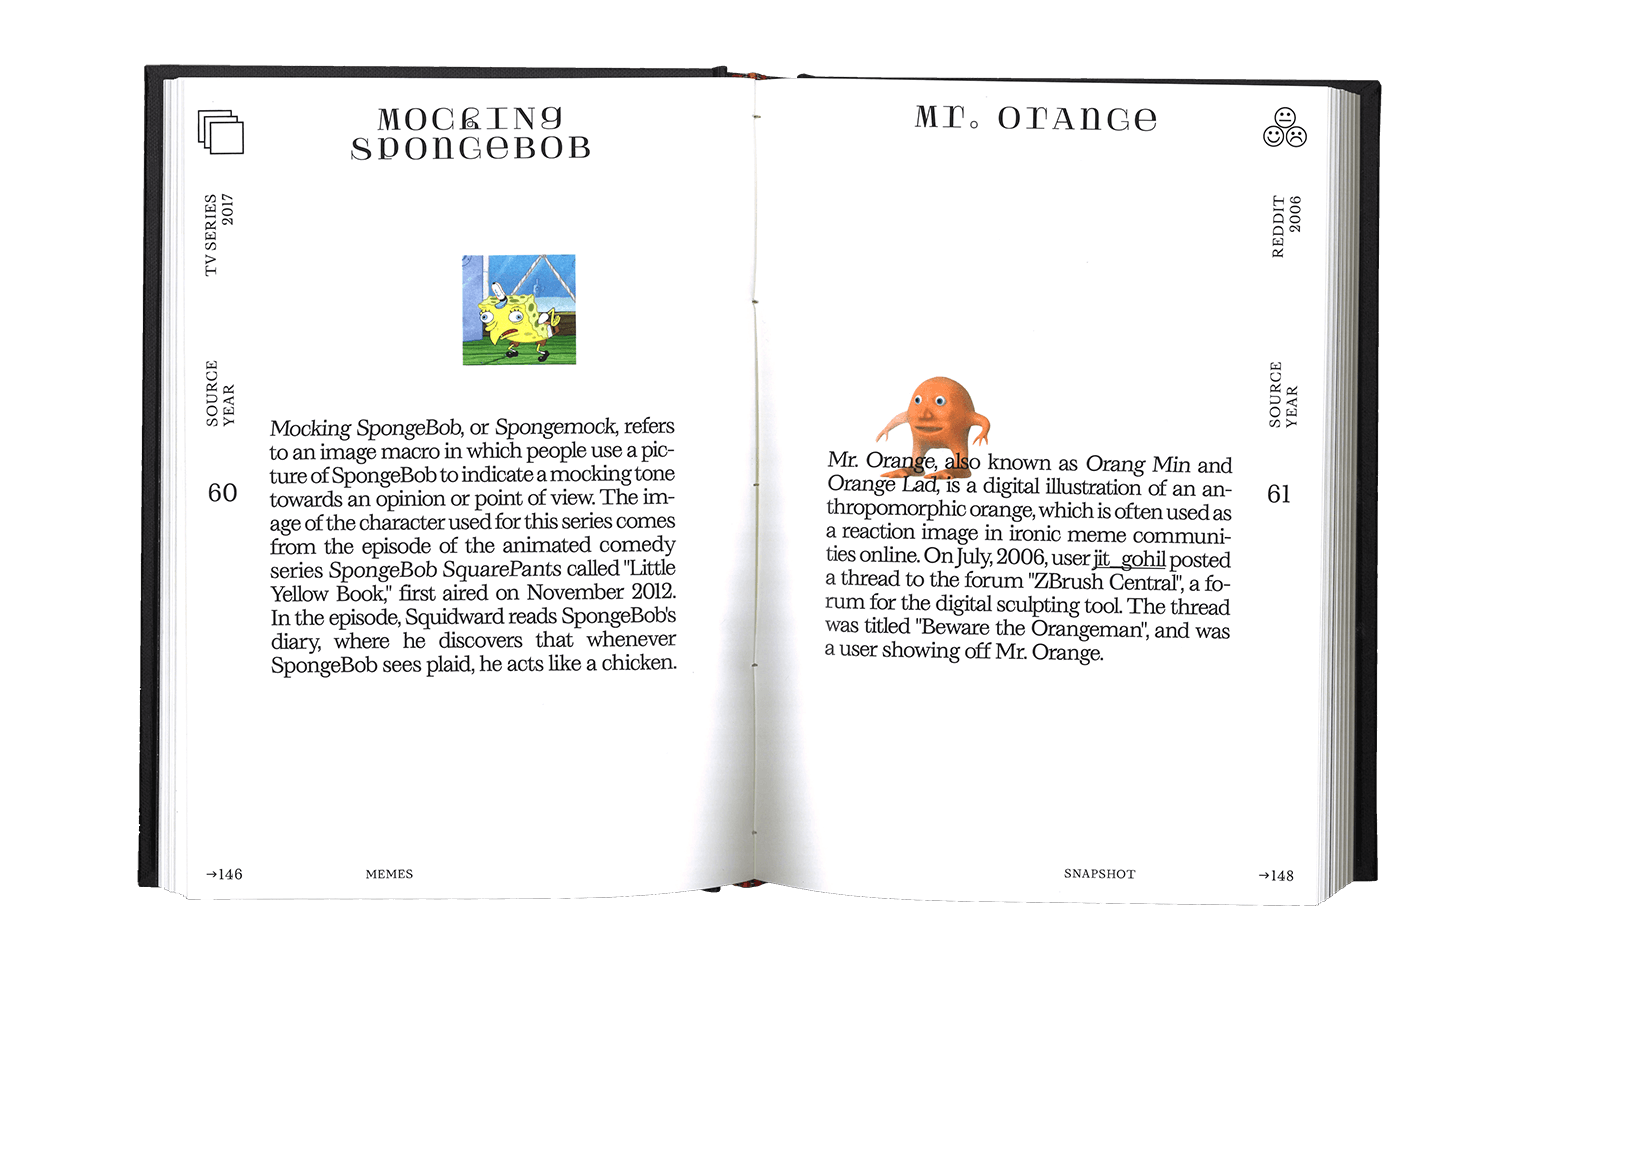 MOCKING
SPONGEBOB
TV SERIES
2017
SOURCE
YEAR
60
Mocking SpongeBob, or Spongemock, refers
to an image macro in which people use a pic-
ture of SpongeBob to indicate a mocking tone
towards an opinion or point of view. The im-
age of the character used for this series comes
from the episode of the animated comedy
series SpongeBob SquarePants called "Little
Yellow Book," first aired on November 2012.
In the episode, Squidward reads SpongeBob's
diary, where he discovers that whenever
SpongeBob sees plaid, he acts like a chicken.
→146
MEMES
Mr. Orange
REDDIT
2006
SOURCE
YEAR
61
Mr. Orange, also known as Orang Min and
Orange Lad, is a digital illustration of an an-
thropomorphic orange, which is often used as
a reaction image in ironic meme communi-
ties online. On July, 2006, user jit_gohil posted
a thread to the forum "ZBrush Central", a fo-
rum for the digital sculpting tool. The thread
was titled "Beware the Orangeman", and was
a user showing off Mr. Orange.
SNAPSHOT
→148